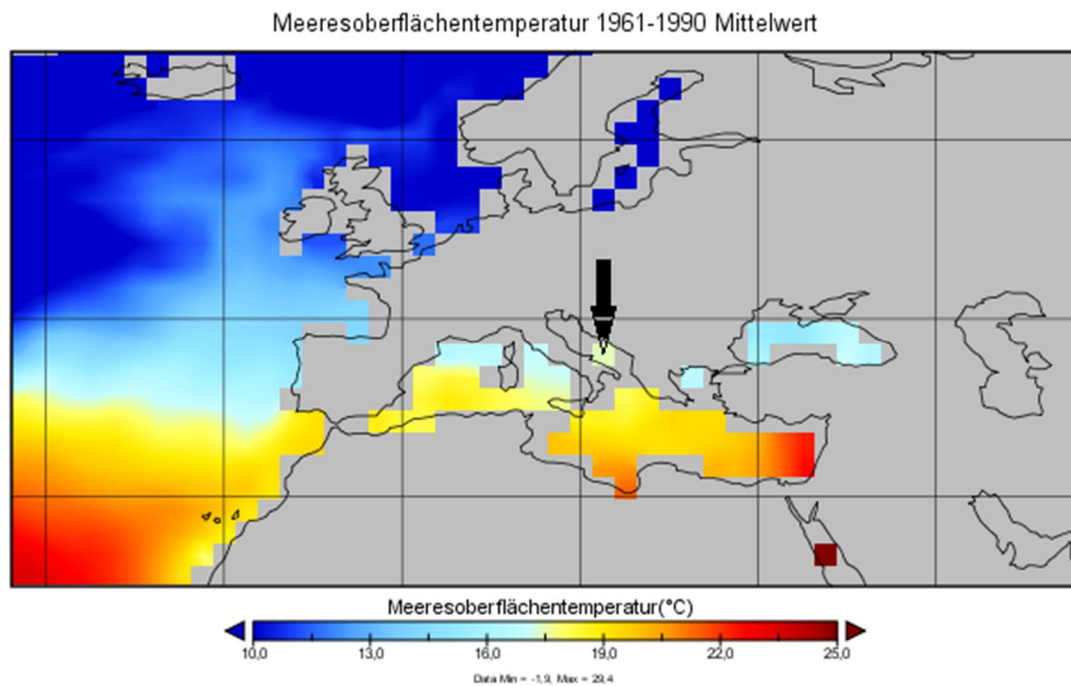 Meeresoberflächentemperatur 1961-1990 Mittelwert
Meeresoberflächentemperatur(°C)
10,0 13,0 16,0 19,0 22,0 25,0
Data Min = -1,9, Max = 29,4